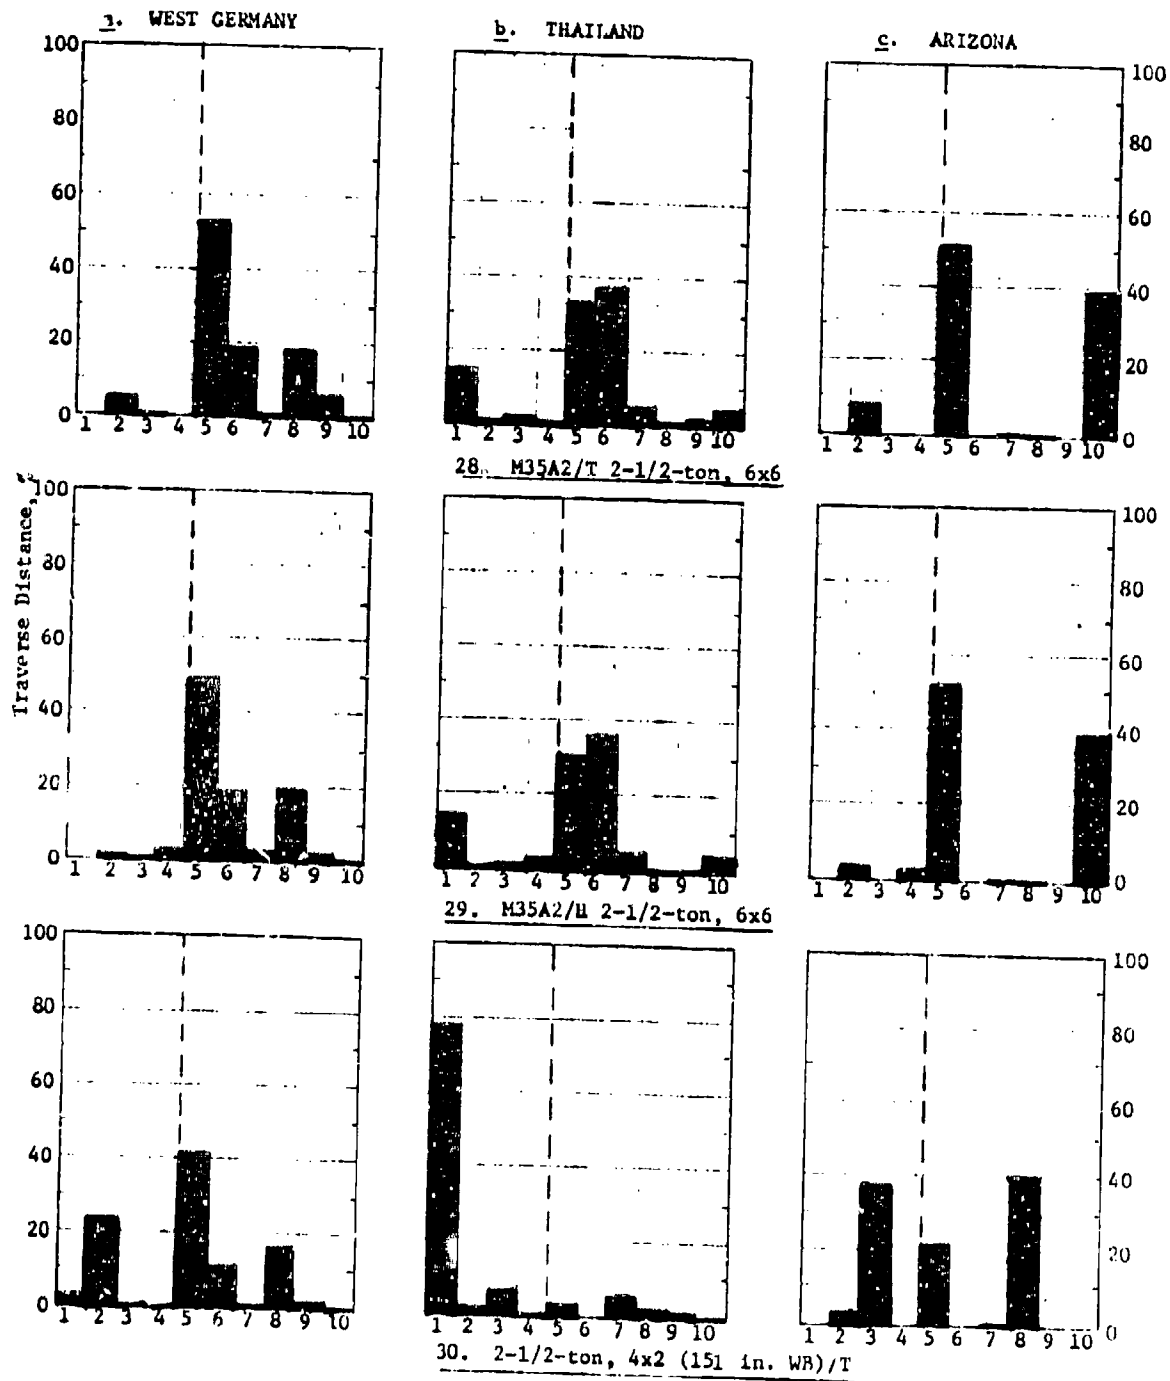 a. WEST GERMANY
b. THAILAND
c. ARIZONA
100
80
60
40
20
0
1 2 3 4 5 6 7 8 9 10
1 2 3 4 5 6 7 8 9 10
1 2 3 4 5 6 7 8 9 10
100
80
60
40
20
0
28. M35A2/T 2-1/2-ton, 6x6
Traverse Distance, %
100
80
60
40
20
0
1 2 3 4 5 6 7 8 9 10
1 2 3 4 5 6 7 8 9 10
1 2 3 4 5 6 7 8 9 10
100
80
60
40
20
0
29. M35A2/H 2-1/2-ton, 6x6
100
80
60
40
20
0
1 2 3 4 5 6 7 8 9 10
1 2 3 4 5 6 7 8 9 10
1 2 3 4 5 6 7 8 9 10
100
80
60
40
20
0
30. 2-1/2-ton, 4x2 (151 in. WB)/T